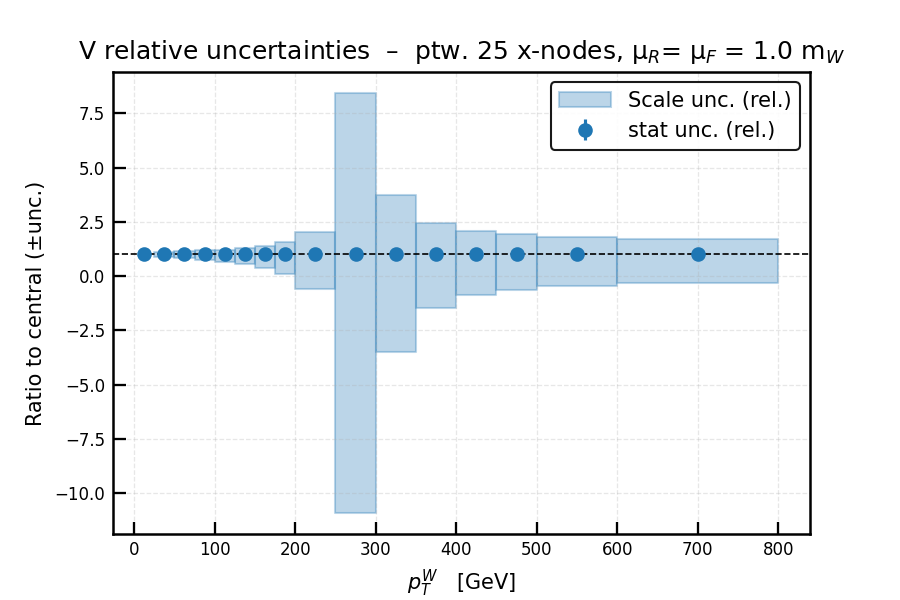 V relative uncertainties – ptw. 25 x-nodes, μR= μF = 1.0 mW
Scale unc. (rel.)
stat unc. (rel.)
Ratio to central (±unc.)
7.5
5.0
2.5
0.0
−2.5
−5.0
−7.5
−10.0
0 100 200 300 400 500 600 700 800
pTW [GeV]